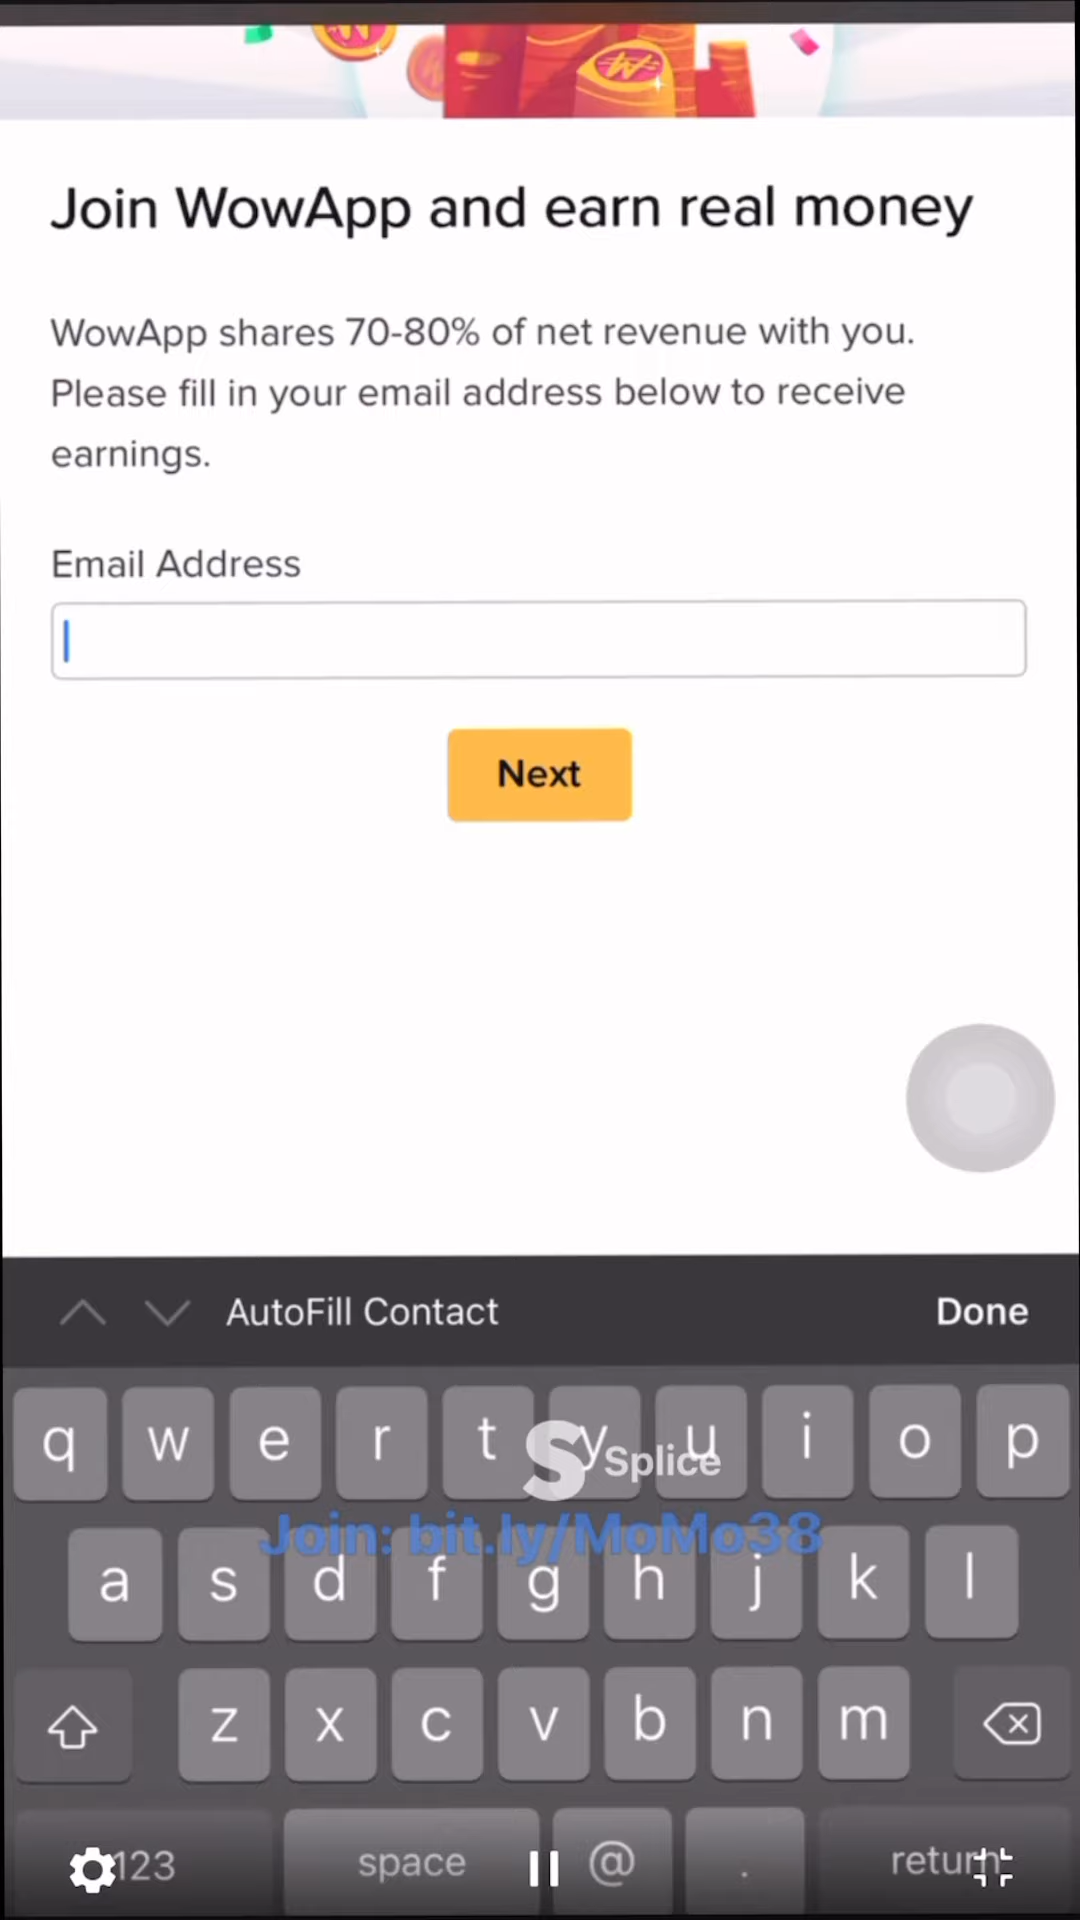 Join WowApp and earn real money
WowApp shares 70-80% of net revenue with you.
Please fill in your email address below to receive
earnings.
Email Address
Next
AutoFill Contact
Done
q w e r t y u i o p
Splice
Join: bit.ly/MoMo38
a s d f g h j k l
z x c v b n m
123 space @ . return